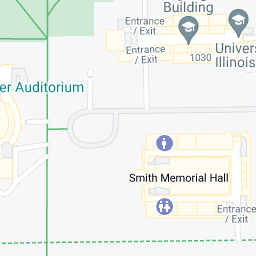 Building
Entrance
/ Exit
Entrance
/ Exit
1030
Univers
Illinois
er Auditorium
Smith Memorial Hall
Entrance
/ Exit